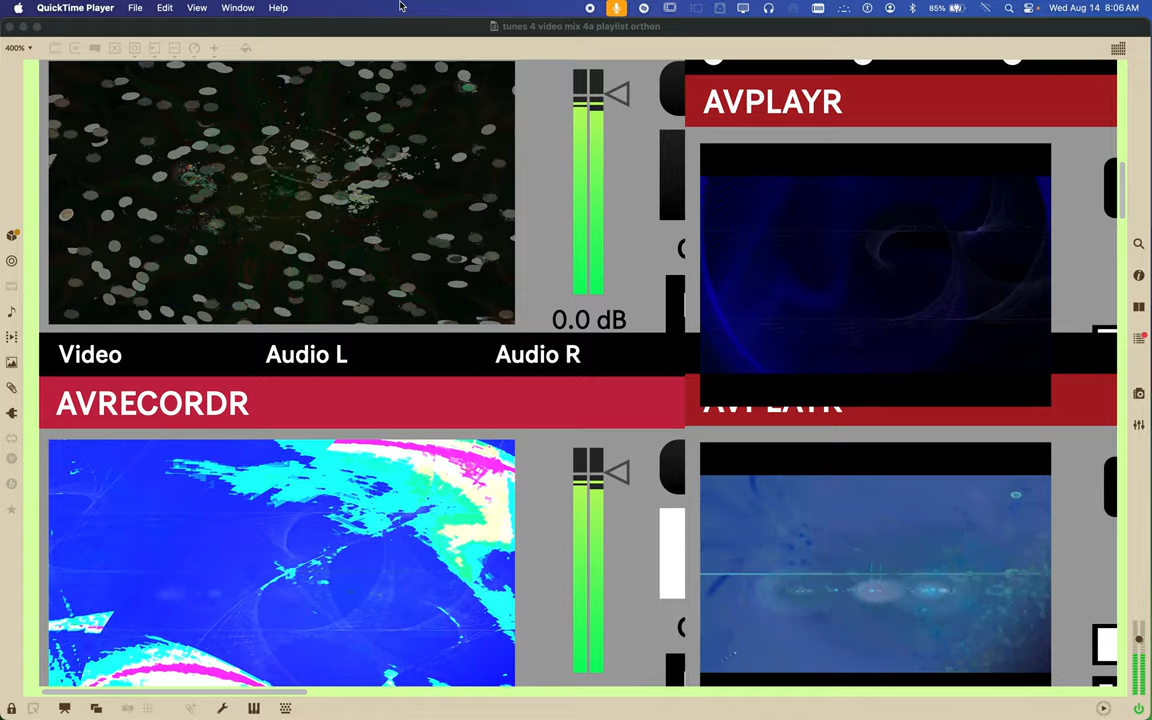 QuickTime Player File Edit View Window Help 85% Wed Aug 14 8:06 AM
tunes 4 video mix 4a playlist orthon
400%
AVPLAYR
0.0 dB
Video Audio L Audio R
AVRECORDR